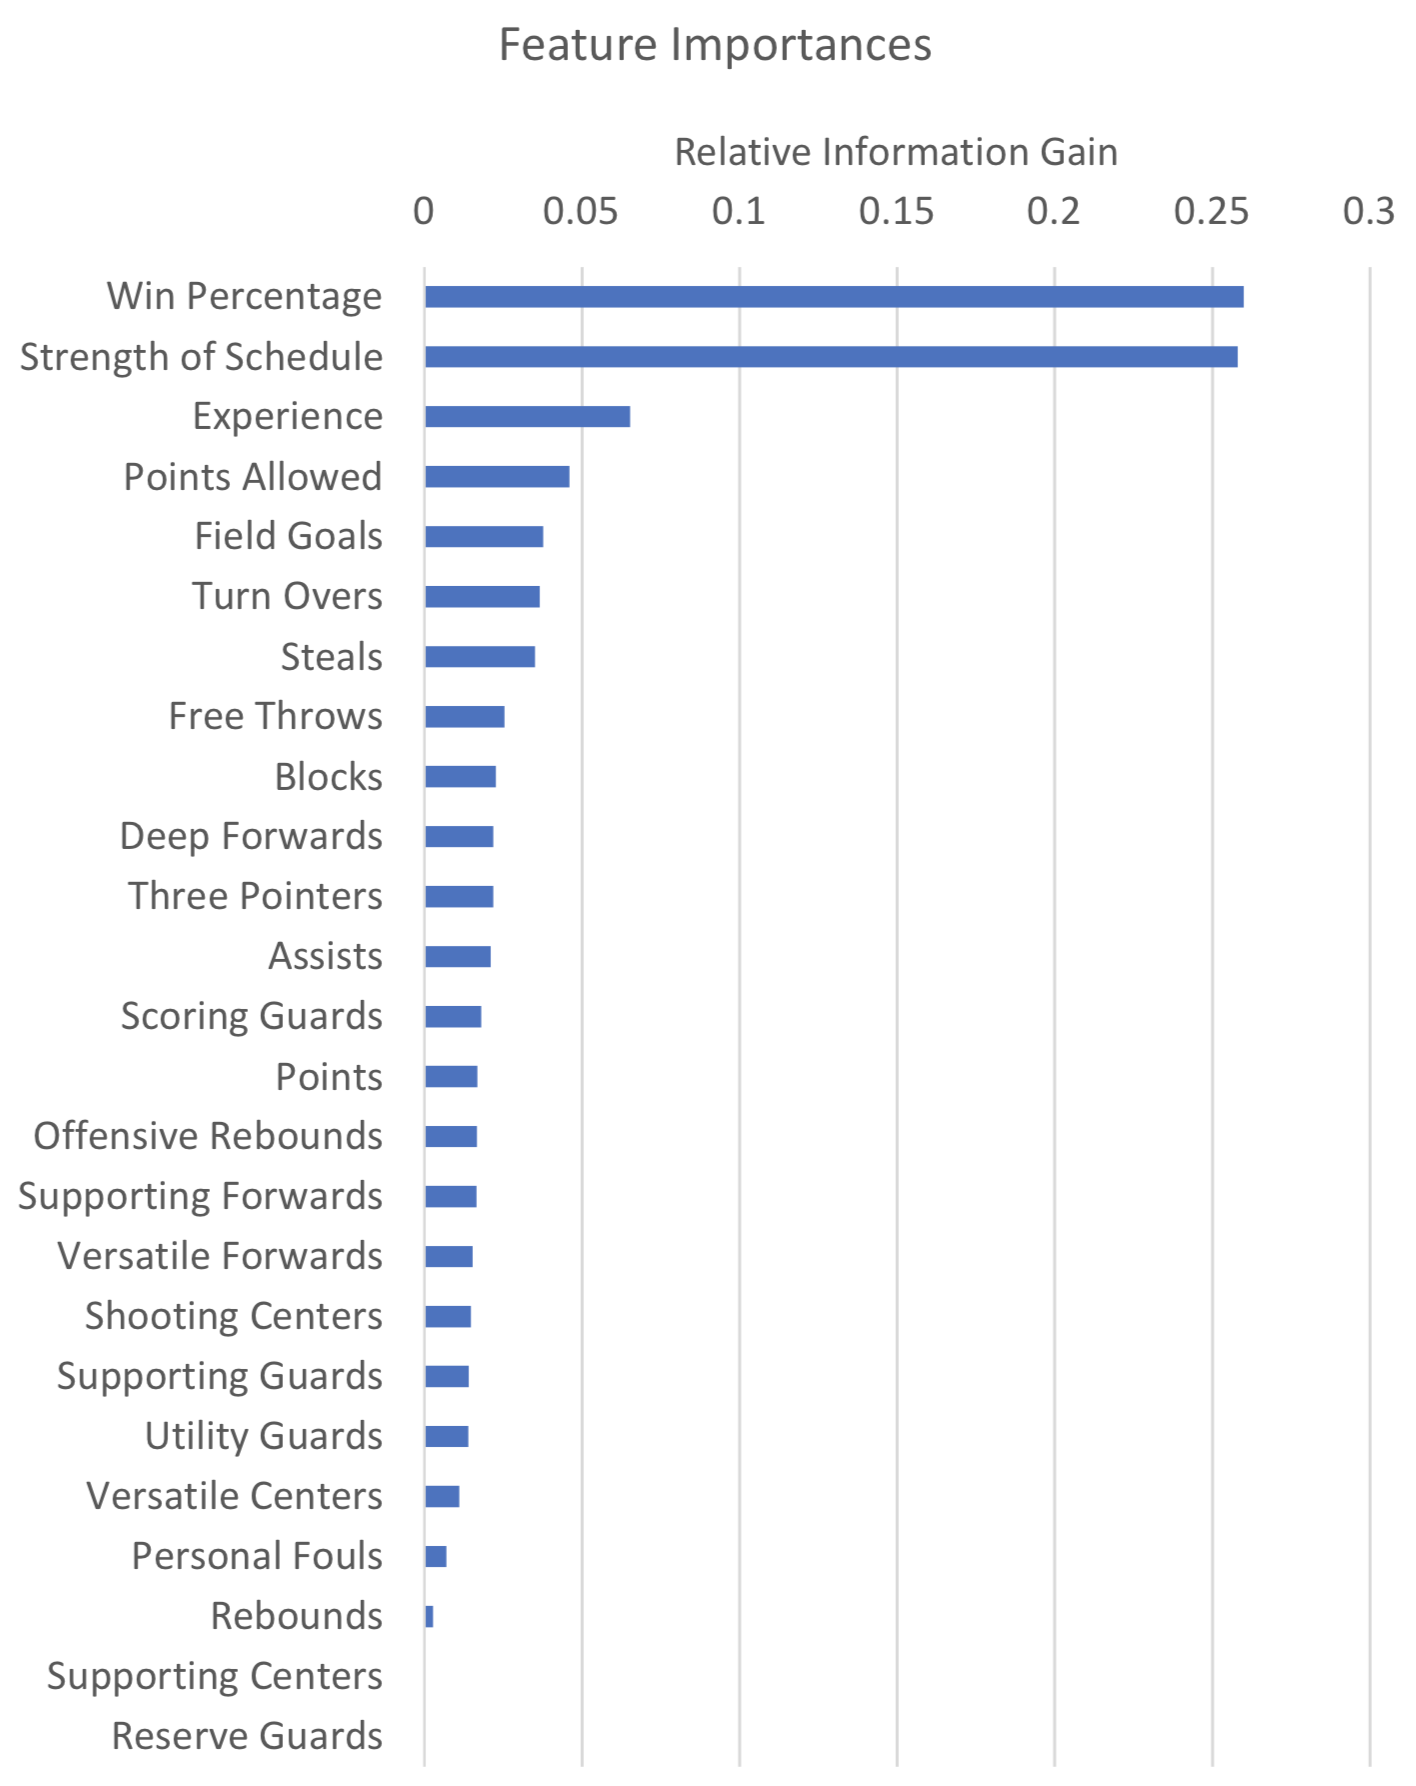 Feature Importances
Relative Information Gain
0 0.05 0.1 0.15 0.2 0.25 0.3
Win Percentage
Strength of Schedule
Experience
Points Allowed
Field Goals
Turn Overs
Steals
Free Throws
Blocks
Deep Forwards
Three Pointers
Assists
Scoring Guards
Points
Offensive Rebounds
Supporting Forwards
Versatile Forwards
Shooting Centers
Supporting Guards
Utility Guards
Versatile Centers
Personal Fouls
Rebounds
Supporting Centers
Reserve Guards